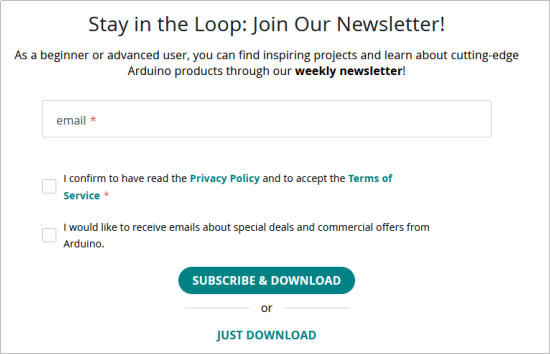 Stay in the Loop: Join Our Newsletter!
As a beginner or advanced user, you can find inspiring projects and learn about cutting-edge
Arduino products through our weekly newsletter!
email *
I confirm to have read the Privacy Policy and to accept the Terms of
Service *
I would like to receive emails about special deals and commercial offers from
Arduino.
SUBSCRIBE & DOWNLOAD
or
JUST DOWNLOAD